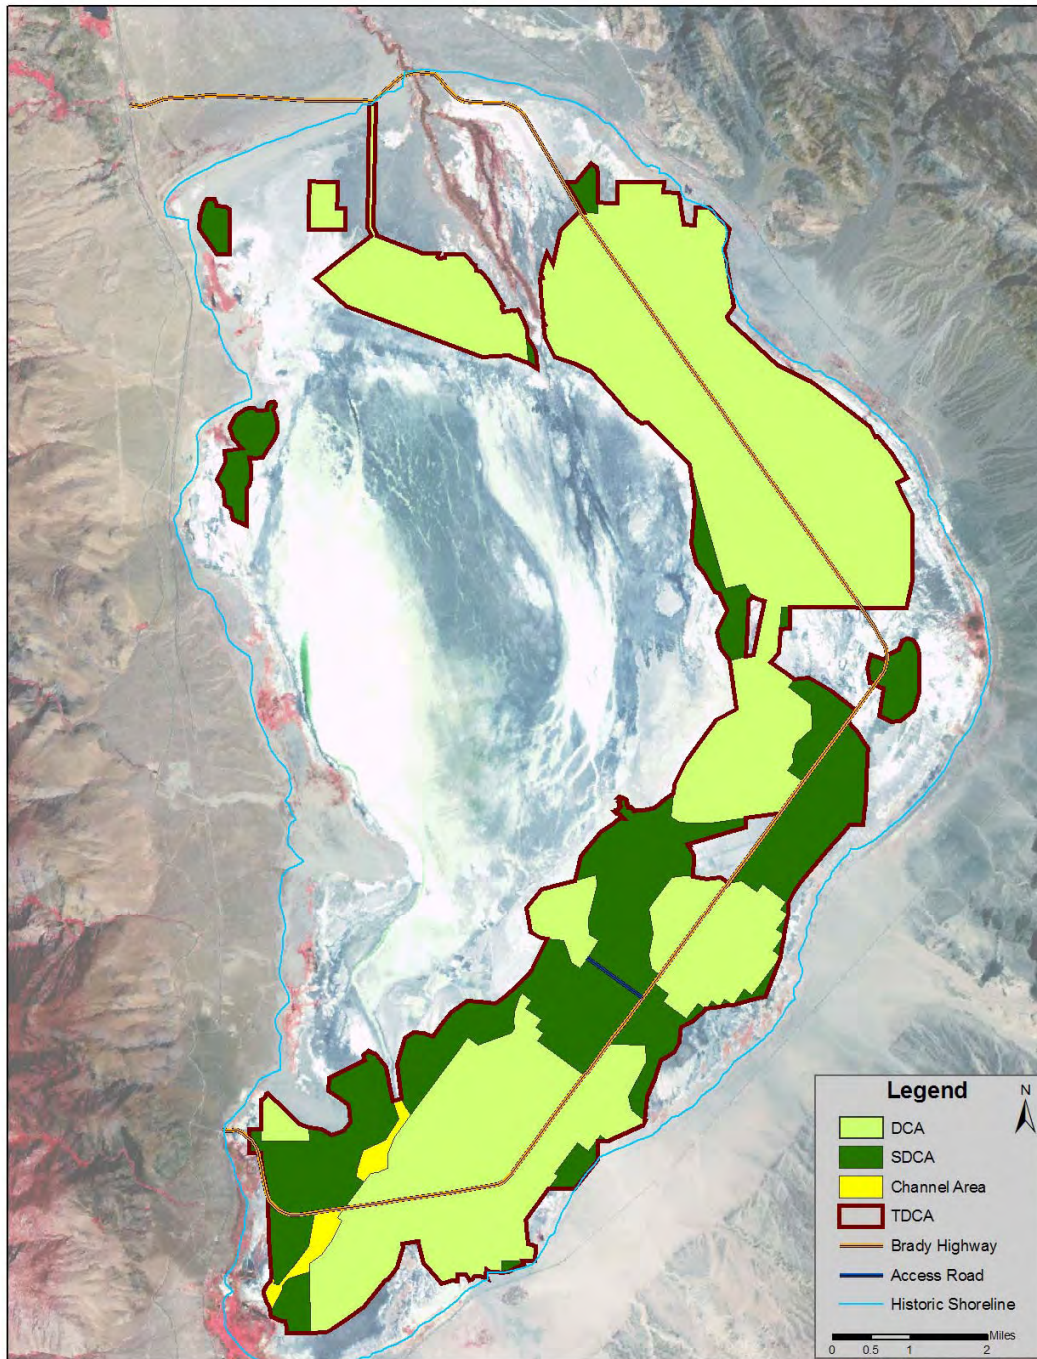 Legend
N
DCA
SDCA
Channel Area
TDCA
Brady Highway
Access Road
Historic Shoreline
Miles
0 0.5 1 2